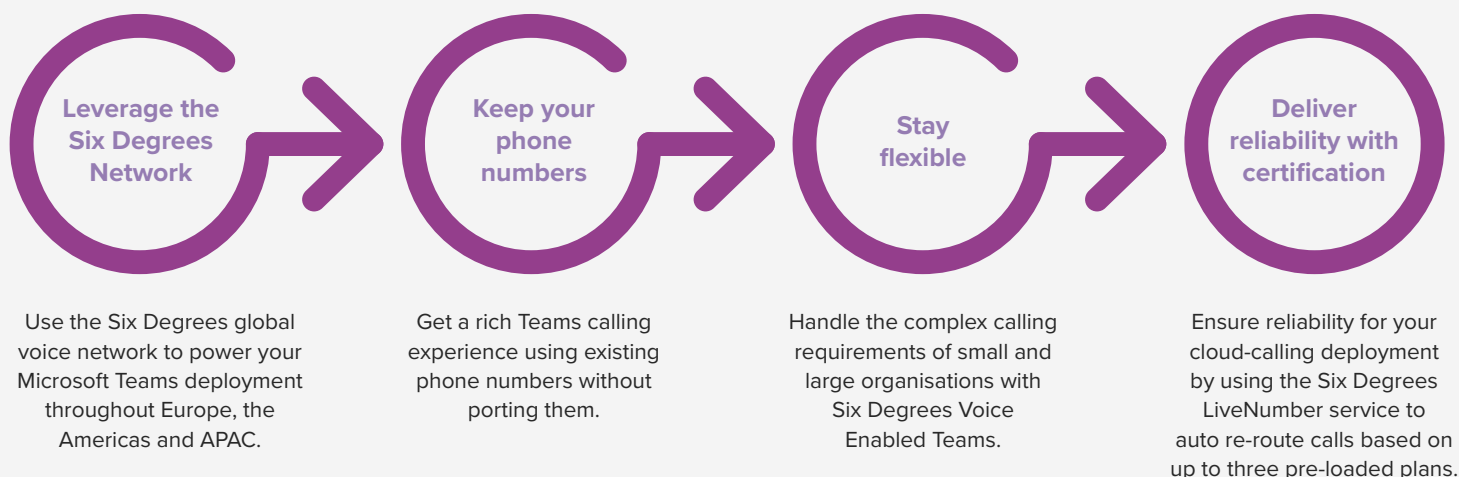 Leverage the
Six Degrees
Network
Keep your
phone
numbers
Stay
flexible
Deliver
reliability with
certification
Use the Six Degrees global
voice network to power your
Microsoft Teams deployment
throughout Europe, the
Americas and APAC.
Get a rich Teams calling
experience using existing
phone numbers without
porting them.
Handle the complex calling
requirements of small and
large organisations with
Six Degrees Voice
Enabled Teams.
Ensure reliability for your
cloud-calling deployment
by using the Six Degrees
LiveNumber service to
auto re-route calls based on
up to three pre-loaded plans.